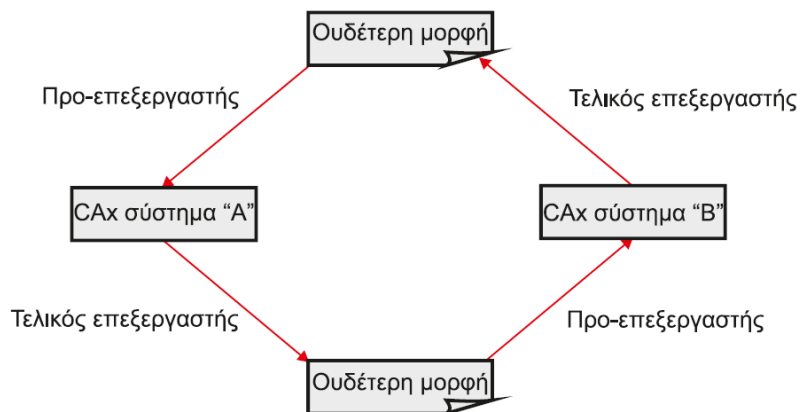 Ουδέτερη μορφή
Προ-επεξεργαστής
Τελικός επεξεργαστής
CAx σύστημα “A”
CAx σύστημα “B”
Τελικός επεξεργαστής
Προ-επεξεργαστής
Ουδέτερη μορφή